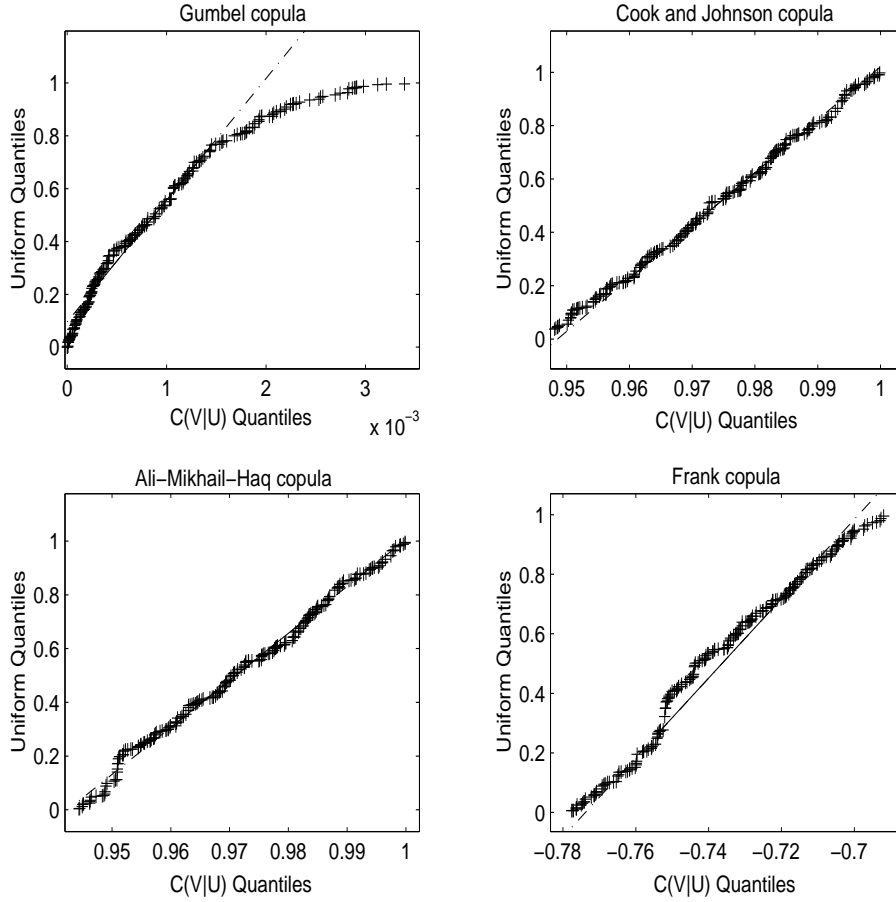 Gumbel copula
1
0.8
0.6
0.4
0.2
0
Uniform Quantiles
0 1 2 3
C(V|U) Quantiles
x 10−3
Cook and Johnson copula
1
0.8
0.6
0.4
0.2
0
Uniform Quantiles
0.95 0.96 0.97 0.98 0.99 1
C(V|U) Quantiles
Ali−Mikhail−Haq copula
1
0.8
0.6
0.4
0.2
0
Uniform Quantiles
0.95 0.96 0.97 0.98 0.99 1
C(V|U) Quantiles
Frank copula
1
0.8
0.6
0.4
0.2
0
Uniform Quantiles
−0.78 −0.76 −0.74 −0.72 −0.7
C(V|U) Quantiles